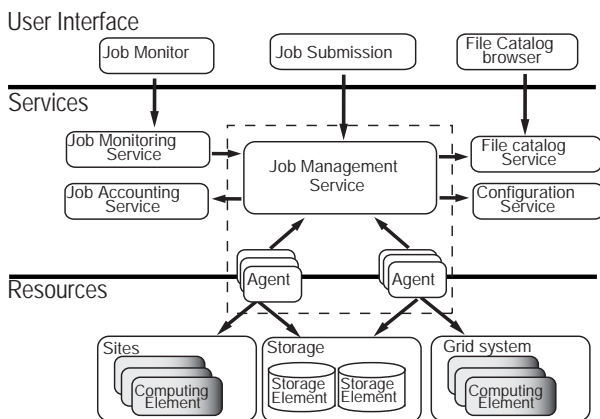 User Interface
Job Monitor
Job Submission
File Catalog
browser
Services
Job Monitoring
Service
Job Management
Service
File catalog
Service
Job Accounting
Service
Configuration
Service
Agent
Agent
Resources
Sites
Computing
Element
Storage
Storage
Element
Storage
Element
Grid system
Computing
Element